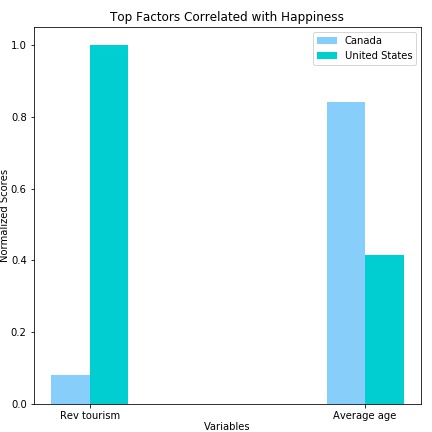 Top Factors Correlated with Happiness
Canada
United States
1.0
0.8
0.6
0.4
0.2
0.0
Normalized Scores
Rev tourism
Average age
Variables